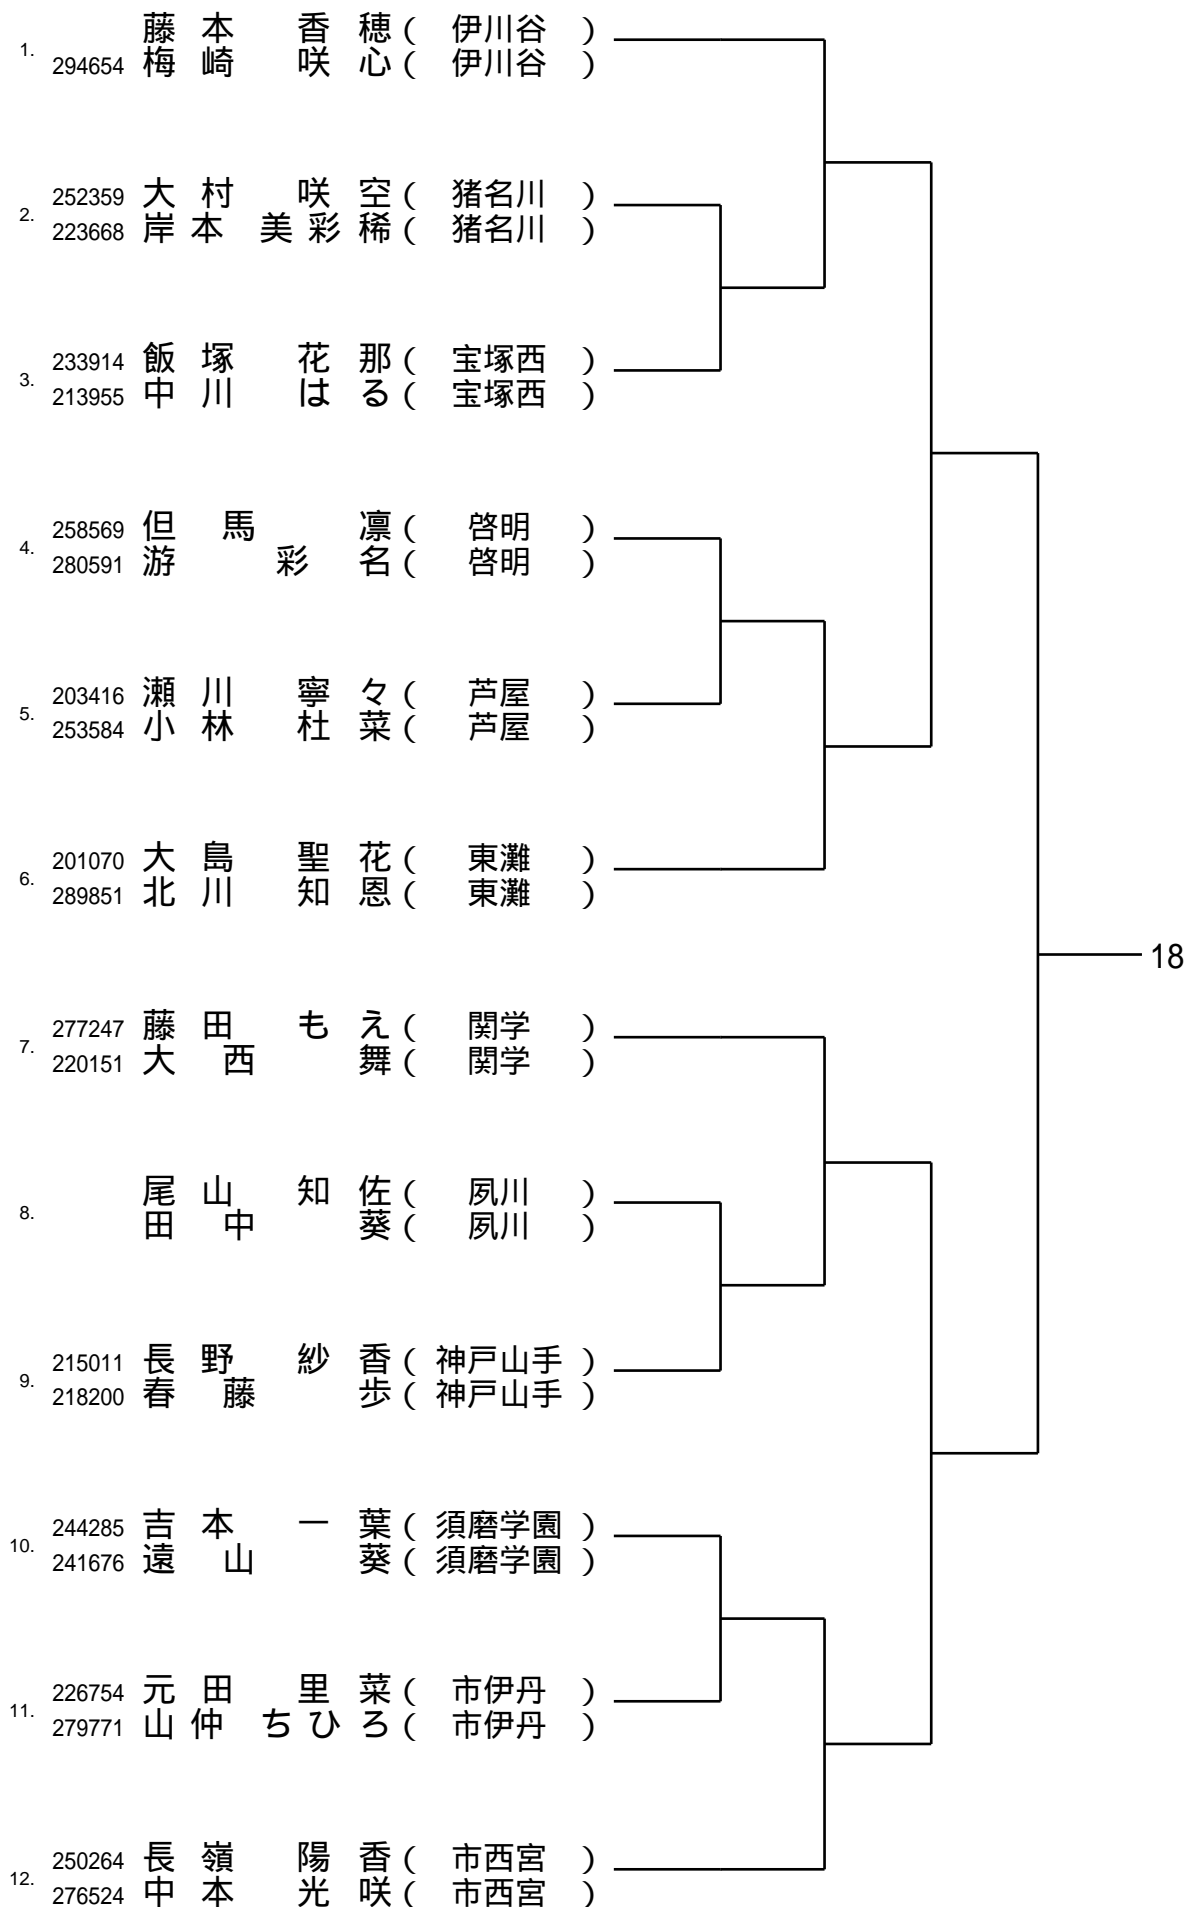 藤本 香穂 ( 伊川谷 )
1. 294654 梅崎 咲心 ( 伊川谷 )
252359 大村 咲空 ( 猪名川 )
2. 223668 岸本 美彩稀 ( 猪名川 )
233914 飯塚 花那 ( 宝塚西 )
3. 213955 中川 はる ( 宝塚西 )
258569 但馬 凛 ( 啓明 )
4. 280591 游 彩名 ( 啓明 )
203416 瀬川 寧々 ( 芦屋 )
5. 253584 小林 杜菜 ( 芦屋 )
201070 大島 聖花 ( 東灘 )
6. 289851 北川 知恩 ( 東灘 )
18
277247 藤田 もえ ( 関学 )
7. 220151 大西 舞 ( 関学 )
尾山 知佐 ( 夙川 )
8. 田中 葵 ( 夙川 )
215011 長野 紗香 ( 神戸山手 )
9. 218200 春藤 歩 ( 神戸山手 )
244285 吉本 一葉 ( 須磨学園 )
10. 241676 遠山 葵 ( 須磨学園 )
226754 元田 里菜 ( 市伊丹 )
11. 279771 山仲 ちひろ ( 市伊丹 )
250264 長嶺 陽香 ( 市西宮 )
12. 276524 中本 光咲 ( 市西宮 )